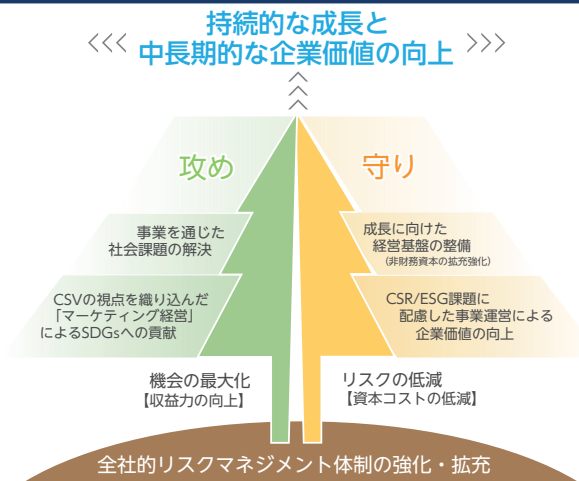 持続的な成長と
中長期的な企業価値の向上
攻め
守り
事業を通じた
社会課題の解決
成長に向けた
経営基盤の整備
(非財務資本の拡充強化)
CSVの視点を織り込んだ
「マーケティング経営」
によるSDGsへの貢献
CSR/ESG課題に
配慮した事業運営による
企業価値の向上
機会の最大化
【収益力の向上】
リスクの低減
【資本コストの低減】
全社的リスクマネジメント体制の強化・拡充